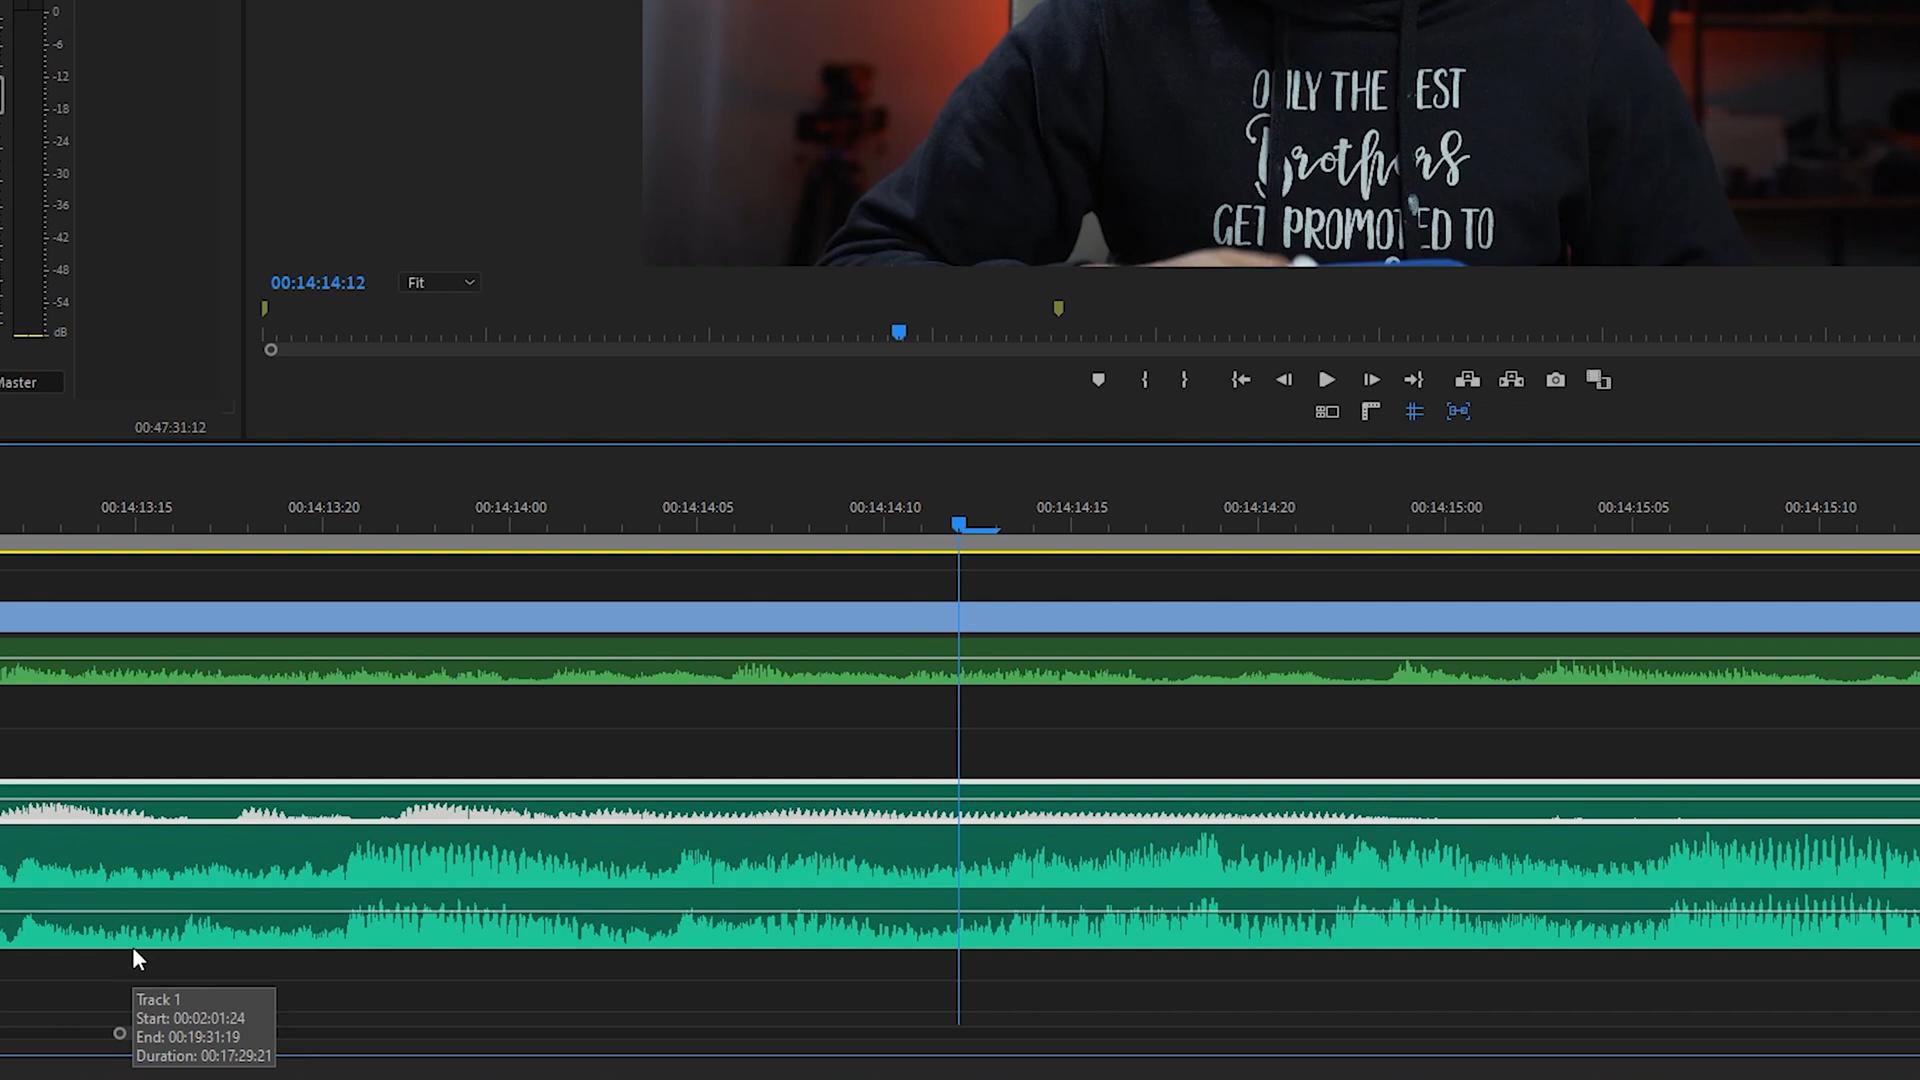 0
-6
-12
-18
-24
-30
-36
-42
-48
-54
dB
Master
00:47:31:12
O ILY THE EST
Brothers
GET PROMOTED TO
00:14:14:12
Fit
00:14:13:15 00:14:13:20 00:14:14:00 00:14:14:05 00:14:14:10 00:14:14:15 00:14:14:20 00:14:15:00 00:14:15:05 00:14:15:10
Track 1
Start: 00:02:01:24
End: 00:19:31:19
Duration: 00:17:29:21